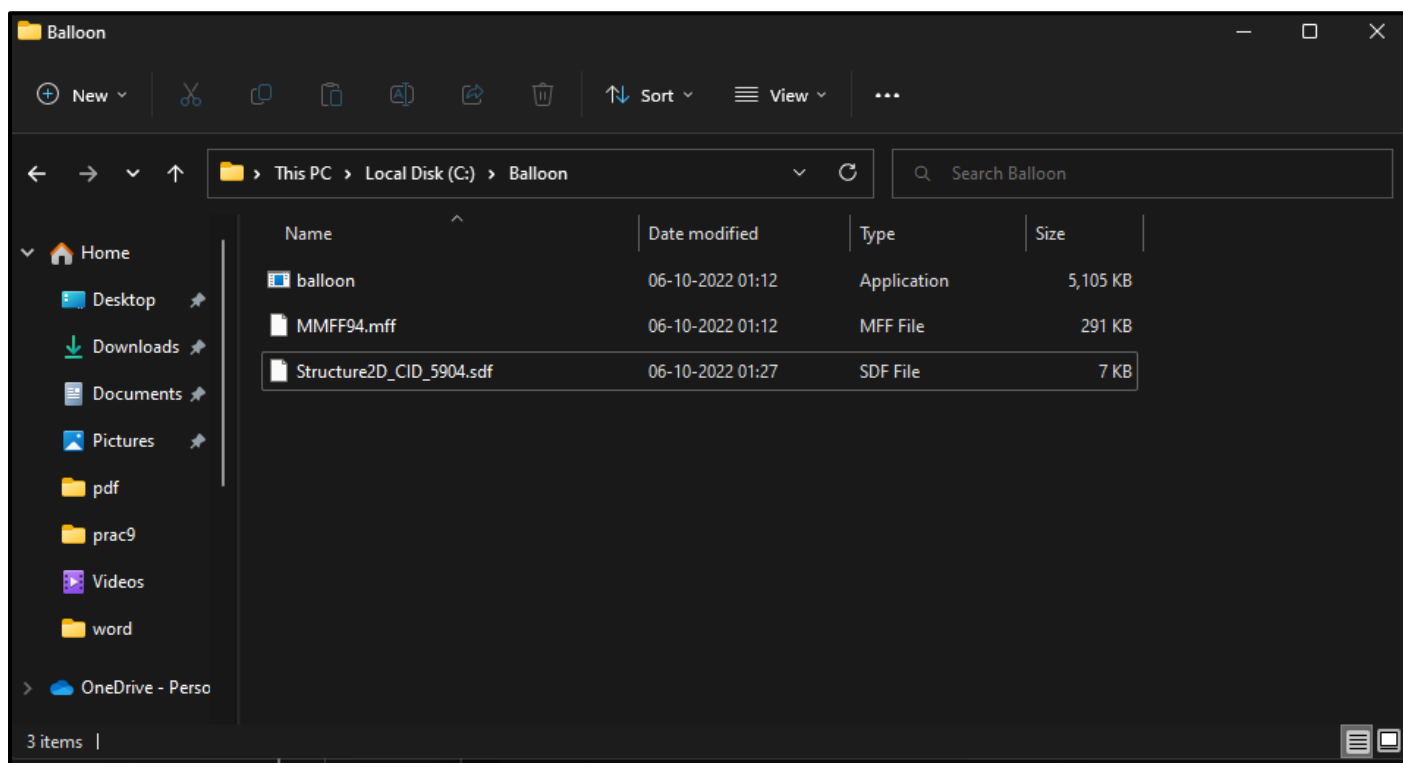 Balloon
New Sort View
This PC > Local Disk (C:) > Balloon Search Balloon
Name Date modified Type Size
Home
Desktop
Downloads
Documents
Pictures
pdf
prac9
Videos
word
OneDrive - Perso
balloon 06-10-2022 01:12 Application 5,105 KB
MMFF94.mff 06-10-2022 01:12 MFF File 291 KB
Structure2D_CID_5904.sdf 06-10-2022 01:27 SDF File 7 KB
3 items